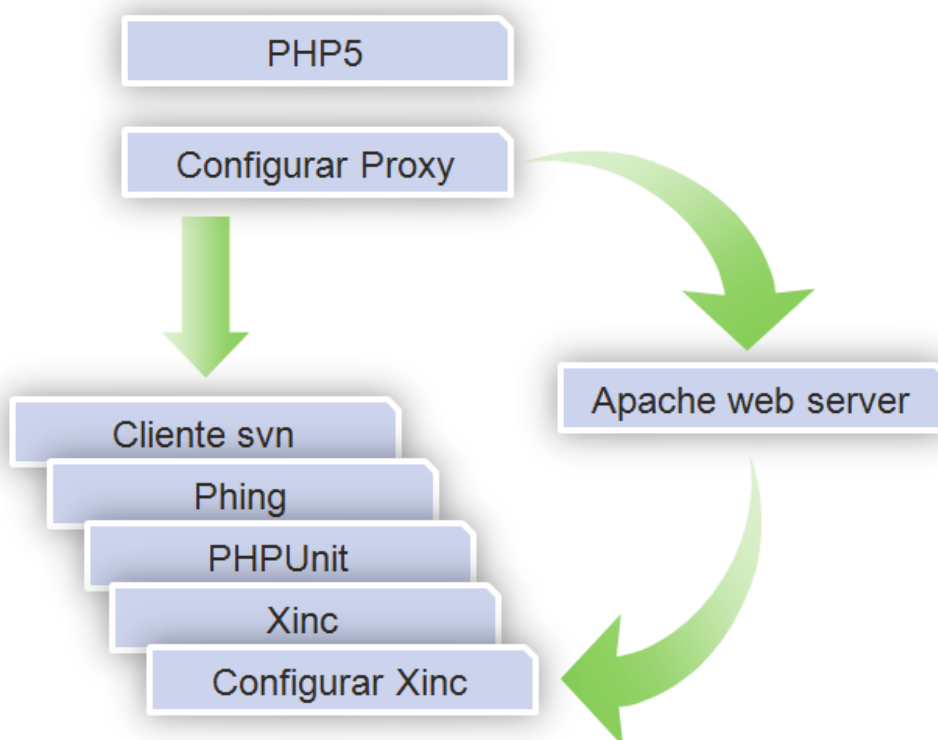 PHP5
Configurar Proxy
Apache web server
Cliente svn
Phing
PHPUnit
Xinc
Configurar Xinc